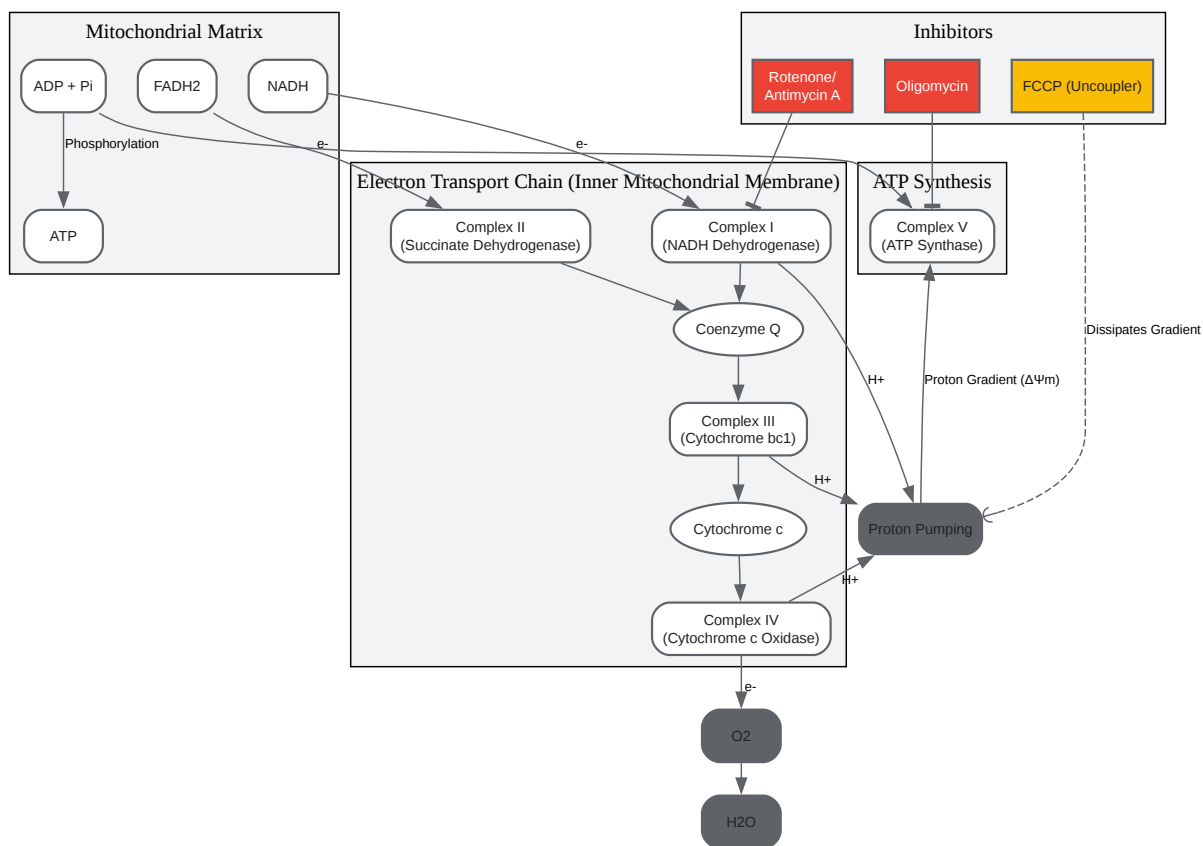 Mitochondrial Matrix
Inhibitors
ADP + Pi
FADH2
NADH
Rotenone/
Antimycin A
Oligomycin
FCCP (Uncoupler)
Phosphorylation
e-
e-
Electron Transport Chain (Inner Mitochondrial Membrane)
ATP Synthesis
ATP
Complex II
(Succinate Dehydrogenase)
Complex I
(NADH Dehydrogenase)
Complex V
(ATP Synthase)
Coenzyme Q
Dissipates Gradient
H+
Proton Gradient (ΔΨm)
Complex III
(Cytochrome bc1)
H+
Cytochrome c
Proton Pumping
H+
Complex IV
(Cytochrome c Oxidase)
e-
O2
H2O